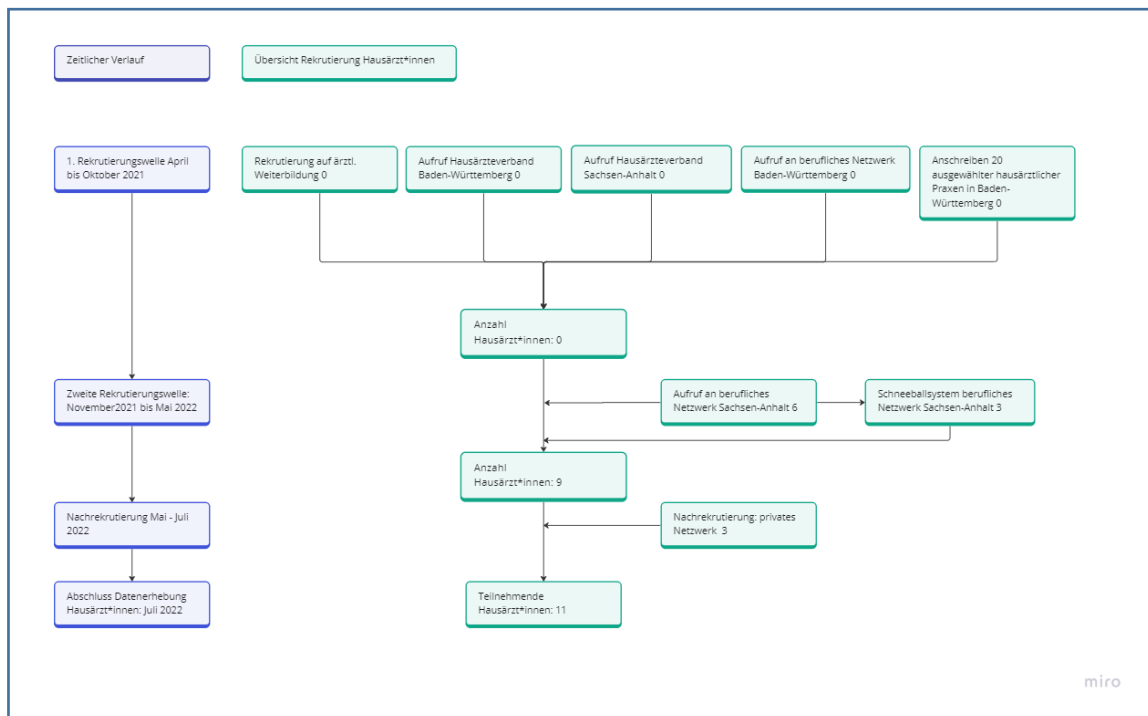 Zeitlicher Verlauf
Übersicht Rekrutierung Hausärzt*innen
1. Rekrutierungswelle April
bis Oktober 2021
Rekrutierung auf ärztl.
Weiterbildung 0
Aufruf Hausärzteverband
Baden-Württemberg 0
Aufruf Hausärzteverband
Sachsen-Anhalt 0
Aufruf an berufliches Netzwerk
Baden-Württemberg 0
Anschreiben 20
ausgewählter hausärztlicher
Praxen in Baden-
Württemberg 0
Anzahl
Hausärzt*innen: 0
Zweite Rekrutierungswelle:
November2021 bis Mai 2022
Aufruf an berufliches
Netzwerk Sachsen-Anhalt 6
Schneeballsystem berufliches
Netzwerk Sachsen-Anhalt 3
Anzahl
Hausärzt*innen: 9
Nachrekrutierung Mai - Juli
2022
Nachrekrutierung: privates
Netzwerk 3
Abschluss Datenerhebung
Hausärzt*innen: Juli 2022
Teilnehmende
Hausärzt*innen: 11
miro